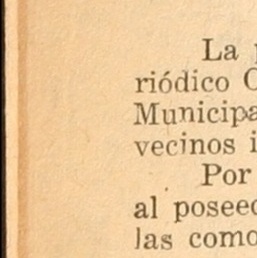 La
riódico
Municipa
vecinos i
Por
al poseed
las como